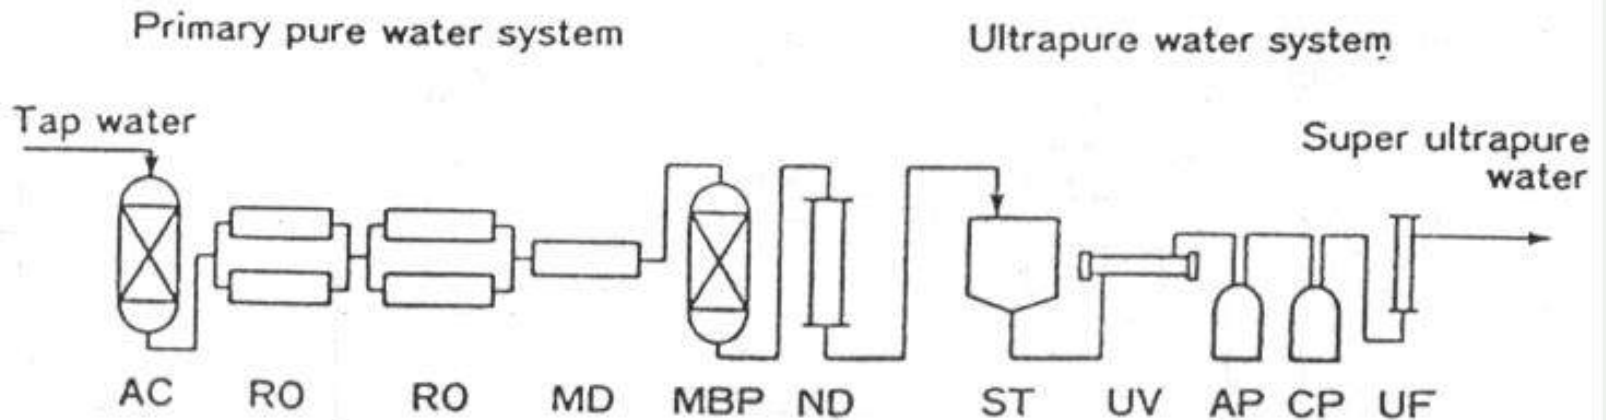 Primary pure water system
Ultrapure water system
Tap water
Super ultrapure
water
AC RO RO MD MBP ND ST UV AP CP UF